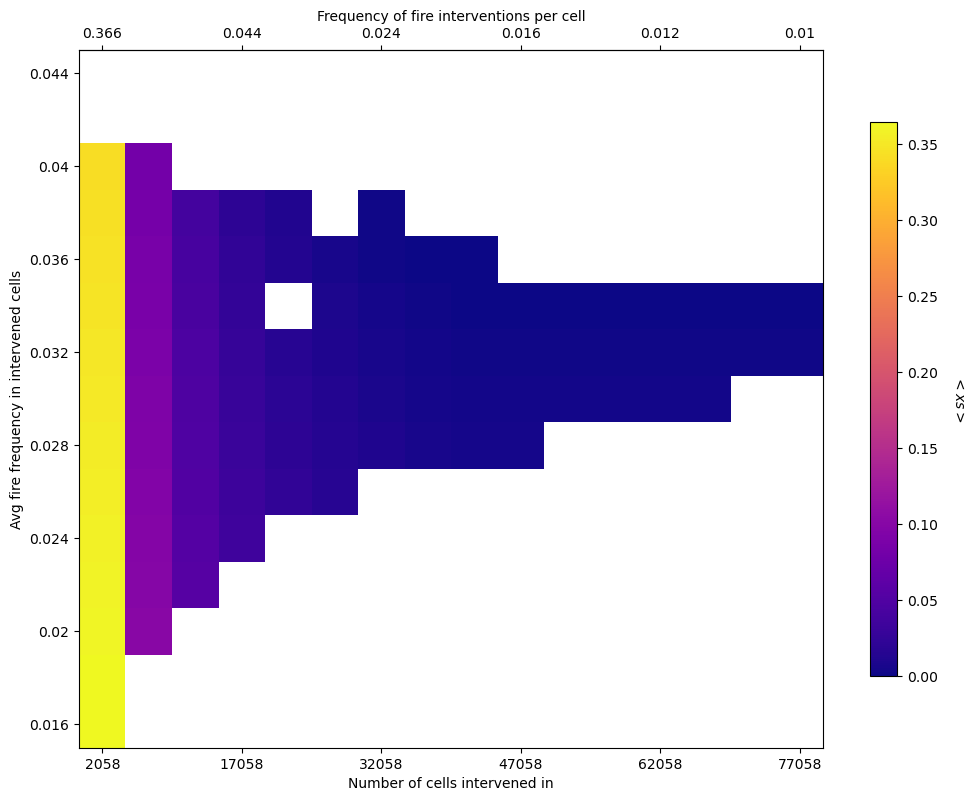 Frequency of fire interventions per cell
0.366 0.044 0.024 0.016 0.012 0.01
0.044
0.04
0.036
0.032
0.028
0.024
0.02
0.016
Avg fire frequency in intervened cells
2058 17058 32058 47058 62058 77058
Number of cells intervened in
0.35
0.30
0.25
0.20
0.15
0.10
0.05
0.00
< sx >